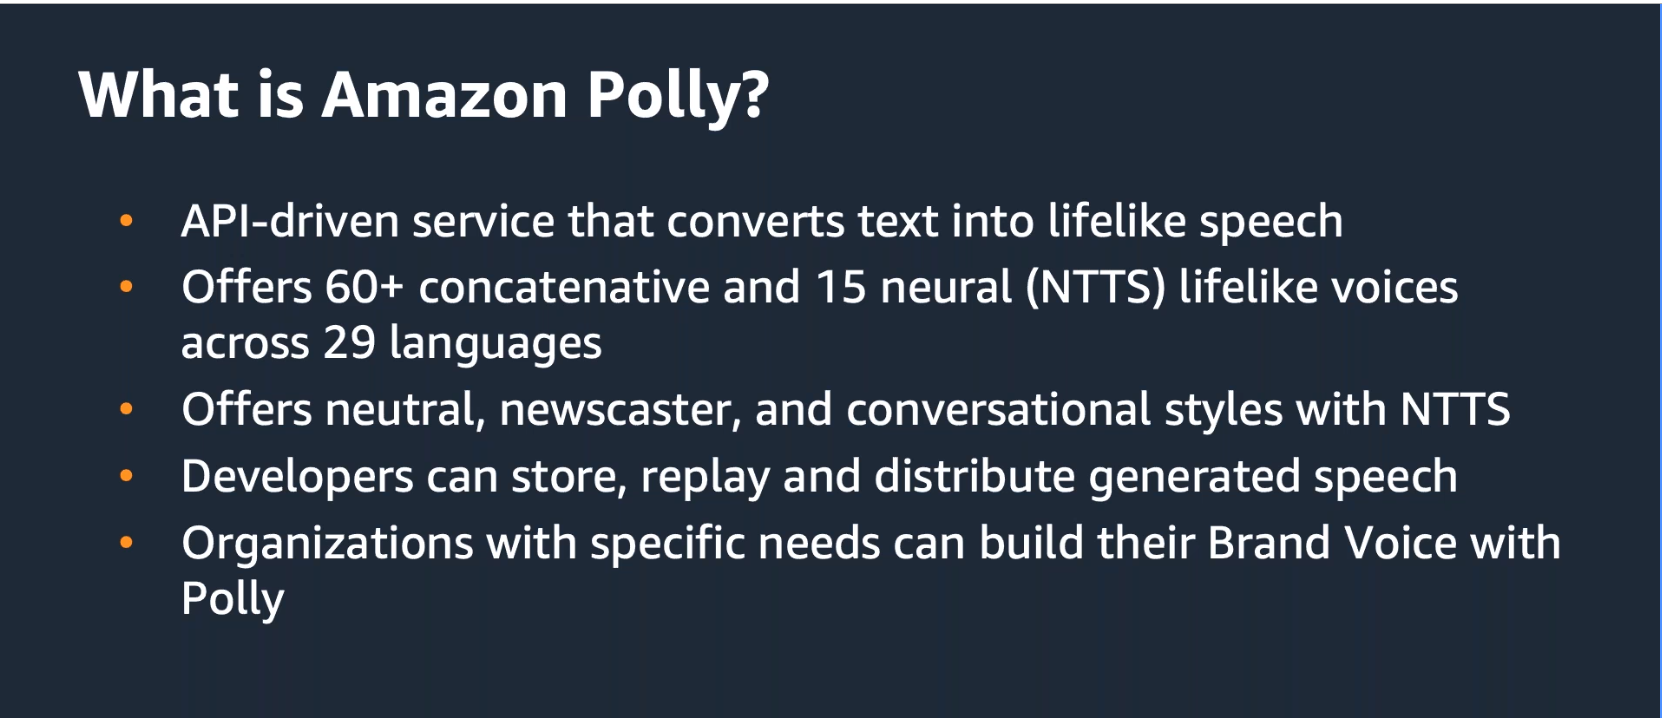 What is Amazon Polly?
• API-driven service that converts text into lifelike speech
• Offers 60+ concatenative and 15 neural (NTTS) lifelike voices
across 29 languages
• Offers neutral, newscaster, and conversational styles with NTTS
• Developers can store, replay and distribute generated speech
• Organizations with specific needs can build their Brand Voice with
Polly